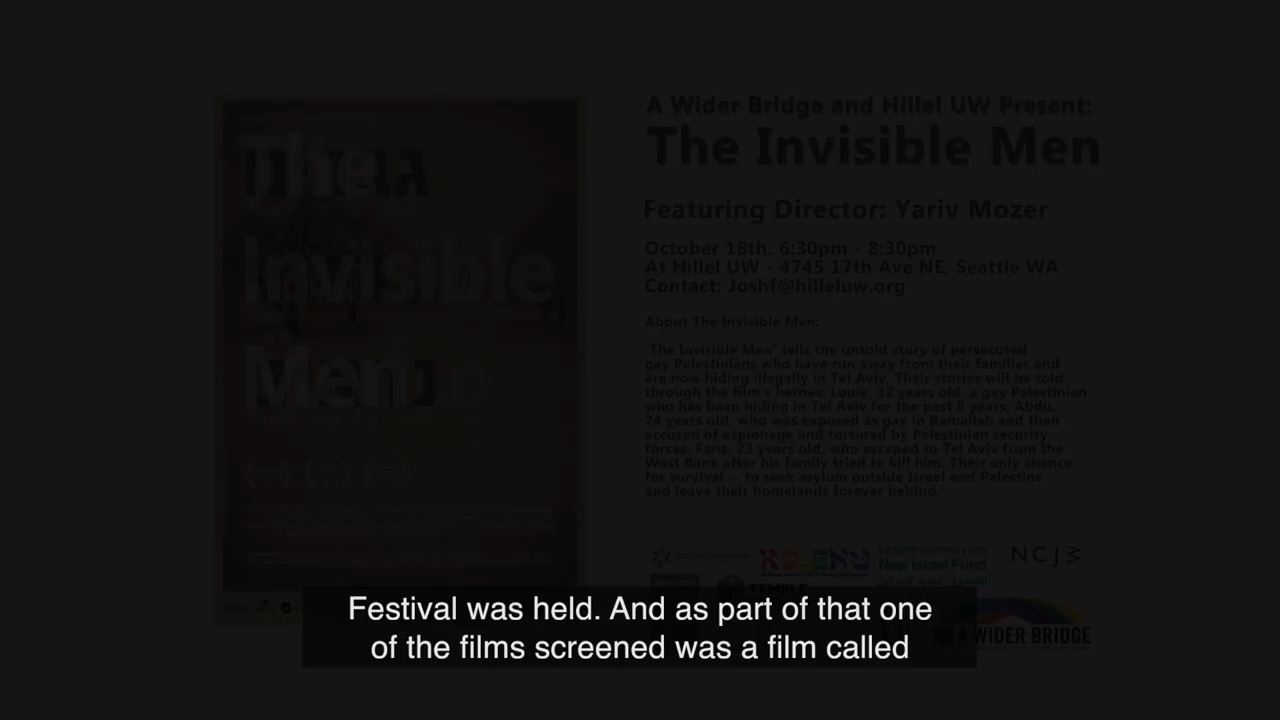 The
Invisible
Men
A Wider Bridge and Hillel UW Present:
The Invisible Men
Featuring Director: Yariv Mozer
October 18th. 6:30pm - 8:30pm
At Hillel UW - 4745 17th Ave NE, Seattle WA
Contact: Joshf@hilleluw.org
About The Invisible Men:
'The Invisible Men' tells the untold story of persecuted
gay Palestinians who have run away from their families and
are now hiding illegally in Tel Aviv. Their stories will be told
through the film's heroes: Louie, 32 years old, a gay Palestinian
who has been hiding in Tel Aviv for the past 8 years; Abdu,
24 years old, who was exposed as gay in Ramallah and then
accused of espionage and tortured by Palestinian security
forces; Faris, 23 years old, who escaped to Tel Aviv from the
West Bank after his family tried to kill him. Their only chance
for survival -- to seek asylum outside Israel and Palestine
and leave their homelands forever behind.
NCJW
New Israel Fund
TEMPLE
A WIDER BRIDGE
Festival was held. And as part of that one
of the films screened was a film called